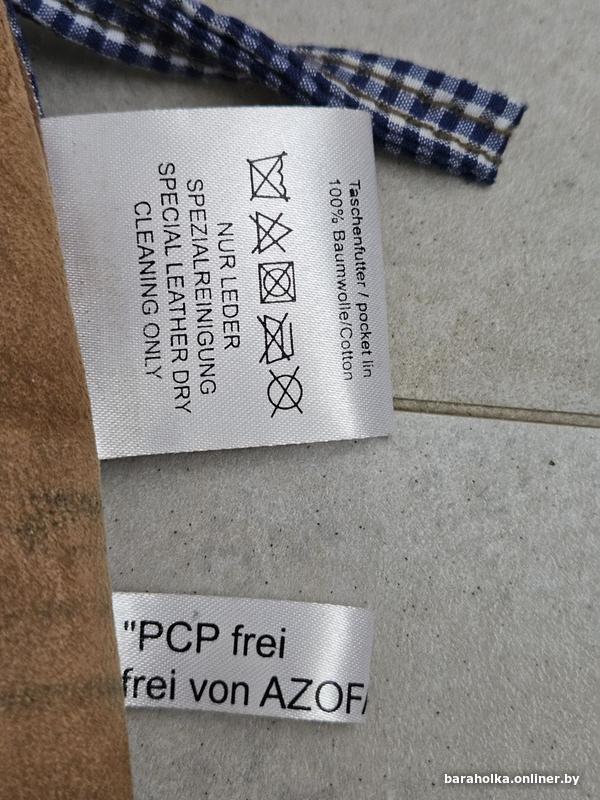 Taschenfutter / pocket lin
100% Baumwolle/Cotton
NUR LEDER
SPEZIALREINIGUNG
SPECIAL LEATHER DRY
CLEANING ONLY
"PCP frei
frei von AZOF
baraholka.onliner.by